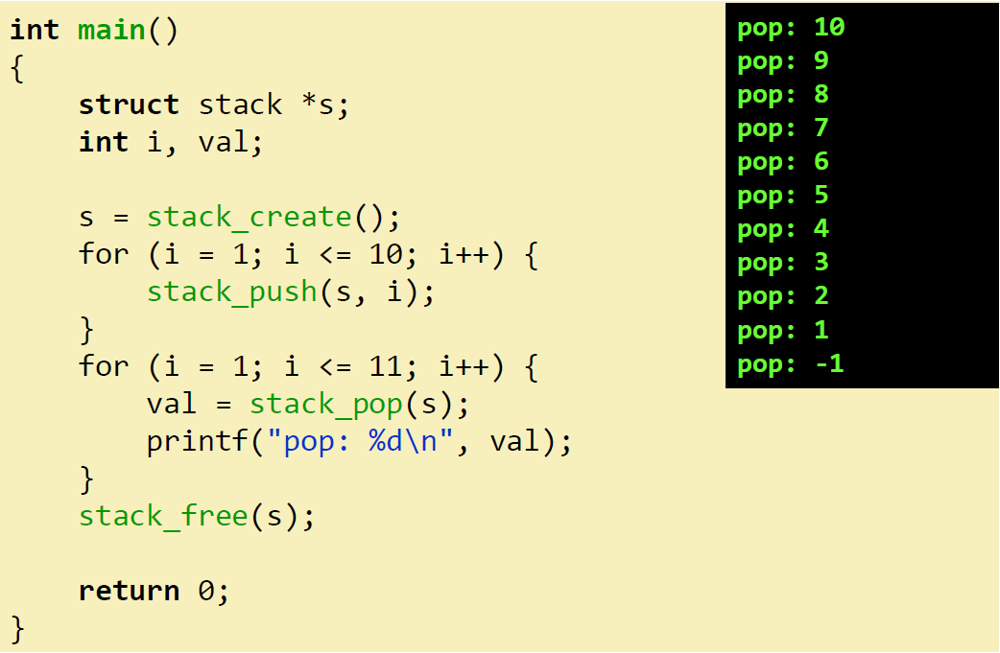 int main()
{
    struct stack *s;
    int i, val;

    s = stack_create();
    for (i = 1; i <= 10; i++) {
        stack_push(s, i);
    }
    for (i = 1; i <= 11; i++) {
        val = stack_pop(s);
        printf("pop: %d\n", val);
    }
    stack_free(s);

    return 0;
}
pop: 10
pop: 9
pop: 8
pop: 7
pop: 6
pop: 5
pop: 4
pop: 3
pop: 2
pop: 1
pop: -1